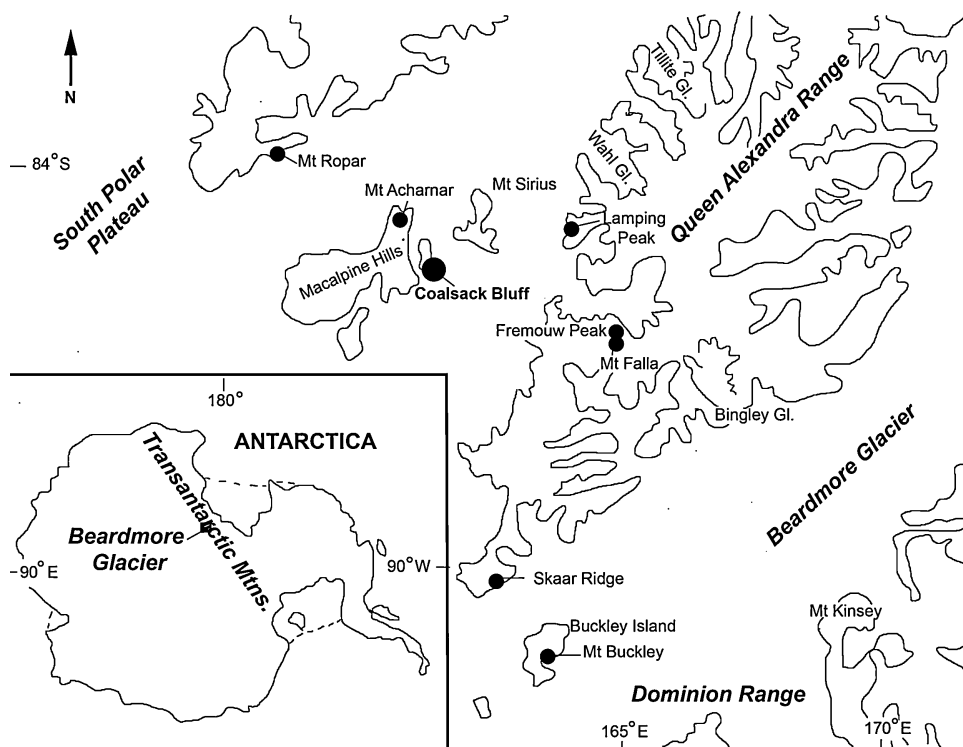 N
84°S
South Polar
Plateau
Mt Ropar
Mt Acharnar
Mt Sirius
Macalpine Hills
Coalsack Bluff
Tillite Gl.
Wahl Gl.
Queen Alexandra Range
Lamping
Peak
Fremouw Peak
Mt Falla
Bingley Gl.
Beardmore Glacier
Skaar Ridge
Buckley Island
Mt Buckley
Mt Kinsey
Dominion Range
165°E
170°E
180°
ANTARCTICA
Transantarctic Mtns.
Beardmore
Glacier
90°E
90°W